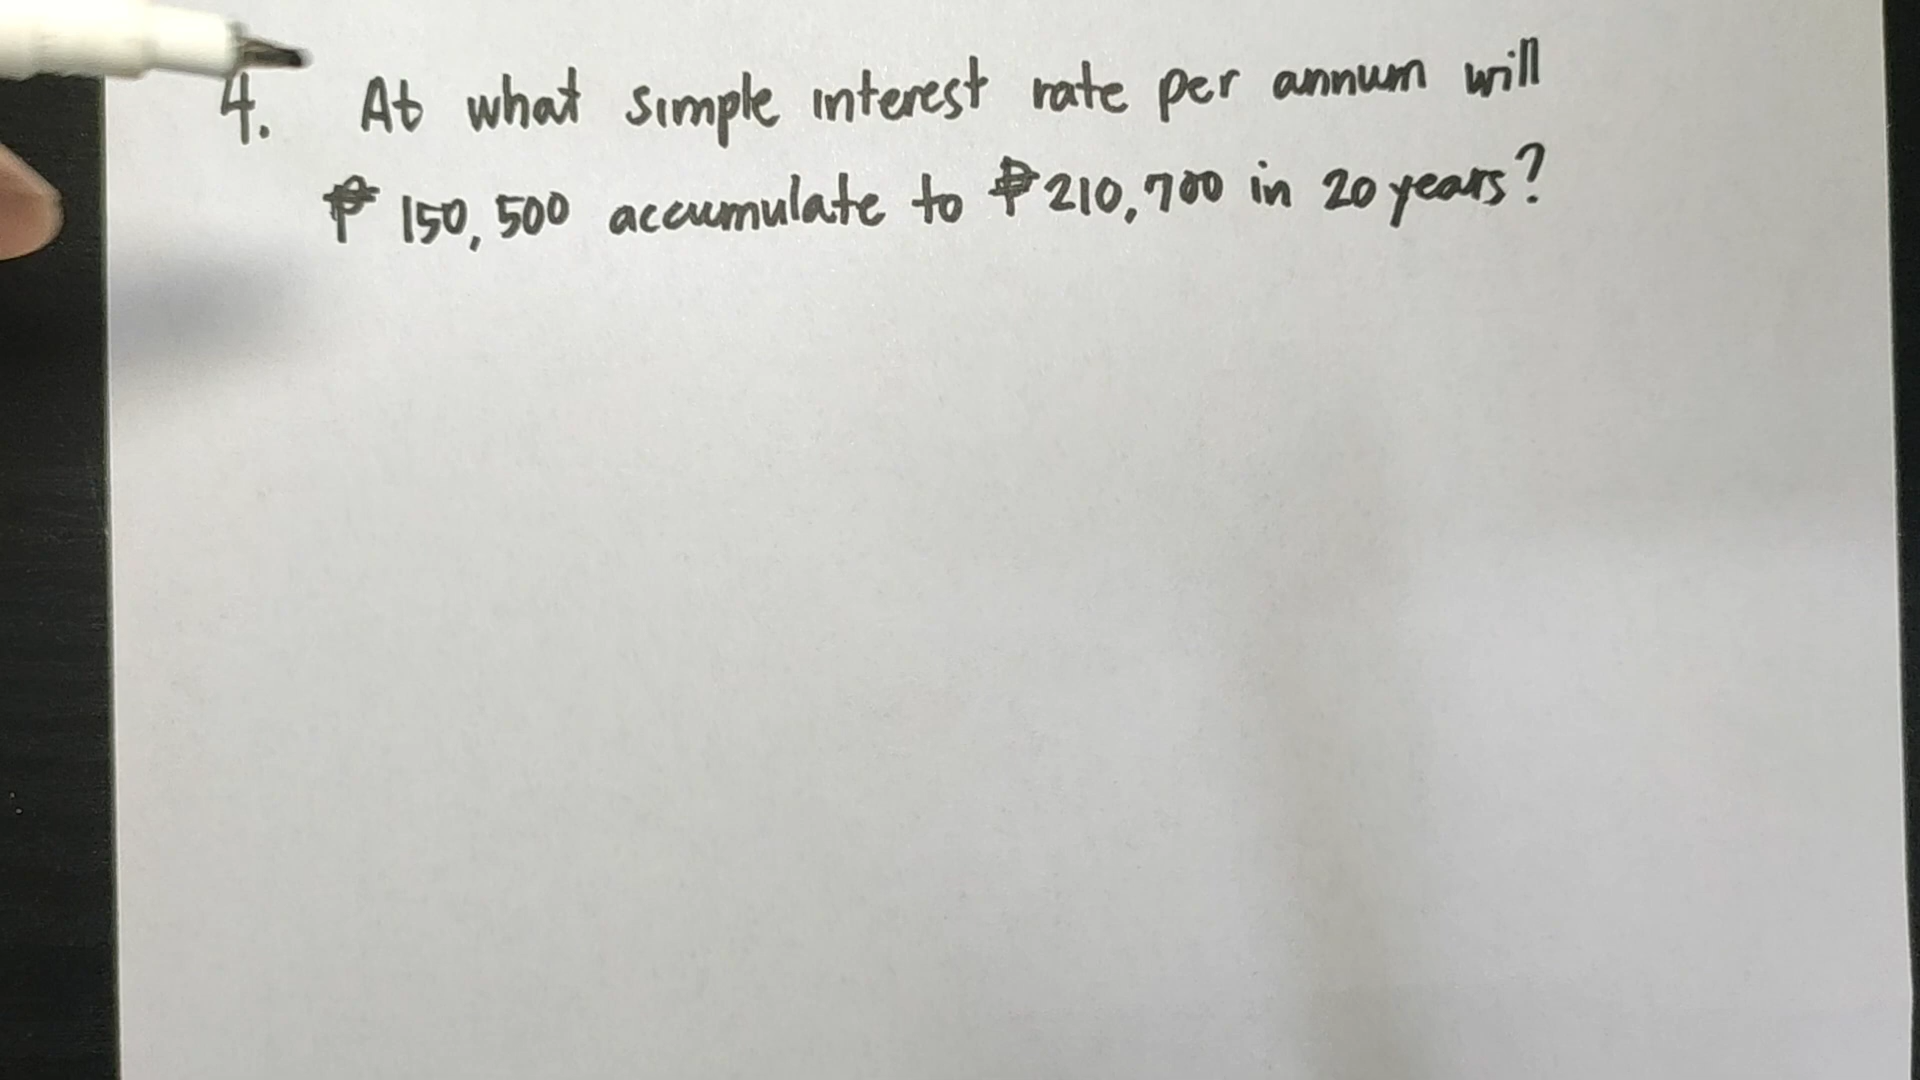 4. At what simple interest rate per annum will
₱ 150,500 accumulate to ₱210,700 in 20 years?